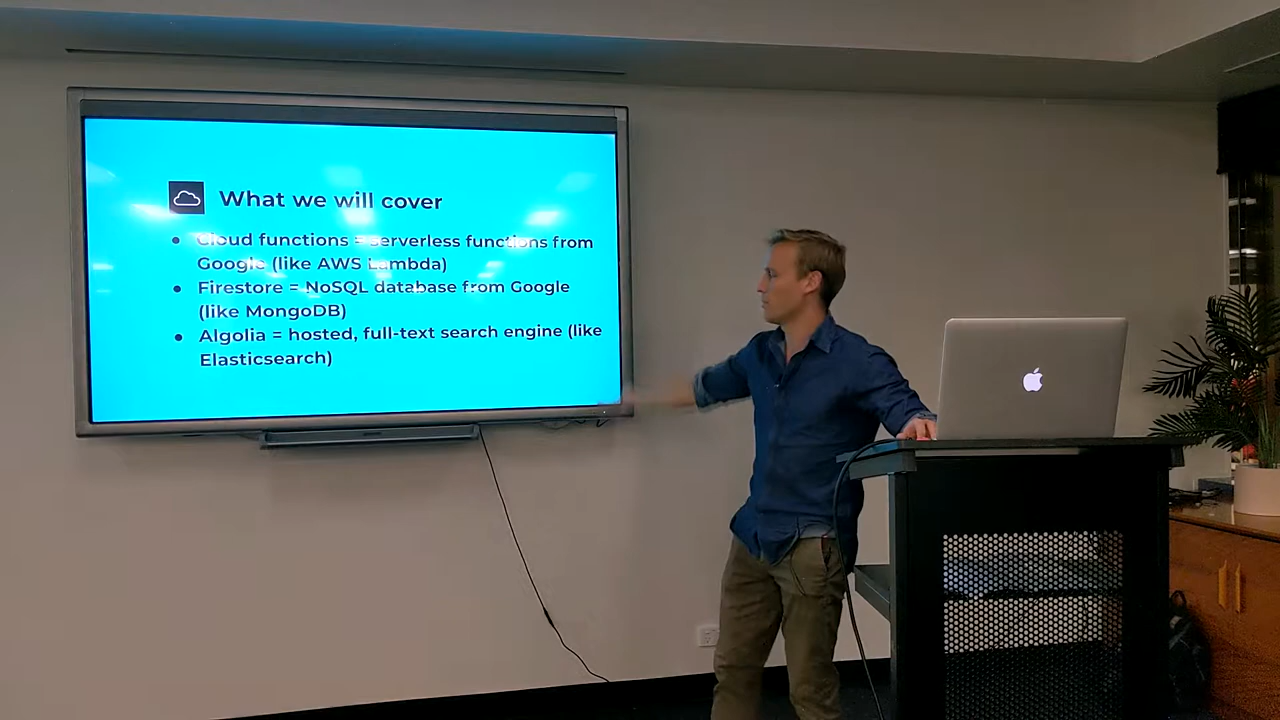 What we will cover
• Cloud functions = serverless functions from
Google (like AWS Lambda)
• Firestore = NoSQL database from Google
(like MongoDB)
• Algolia = hosted, full-text search engine (like
Elasticsearch)